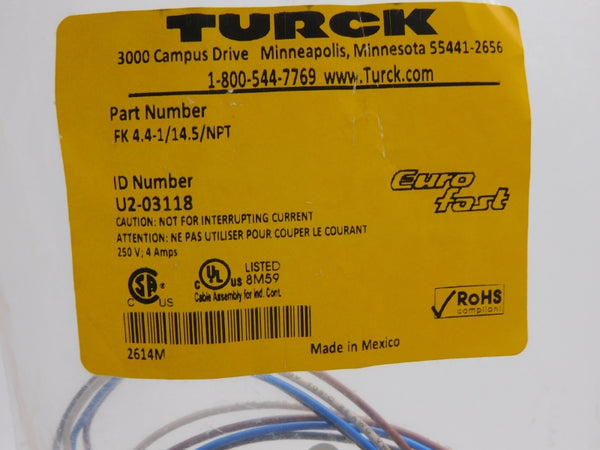 TURCK
3000 Campus Drive Minneapolis, Minnesota 55441-2656
1-800-544-7769 www.Turck.com
Part Number
FK 4.4-1/14.5/NPT
ID Number
U2-03118
CAUTION: NOT FOR INTERRUPTING CURRENT
ATTENTION: NE PAS UTILISER POUR COUPER LE COURANT
250 V; 4 Amps
Euro
fast
C US
C UL US LISTED
8M59
Cable Assembly for Ind. Cont.
RoHS
compliant
2614M
Made in Mexico